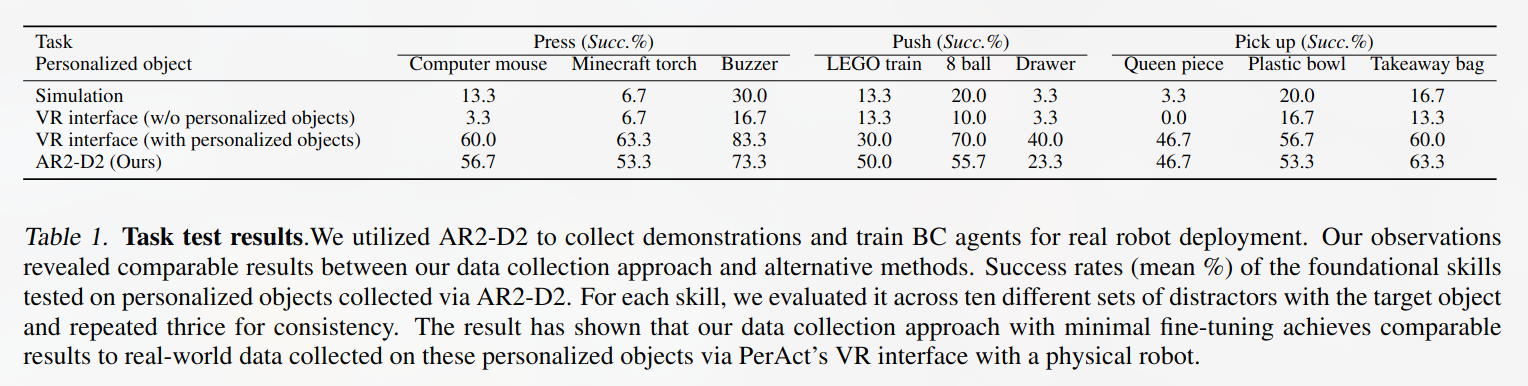 Task Press (Succ.%) Push (Succ.%) Pick up (Succ.%)
Personalized object Computer mouse Minecraft torch Buzzer LEGO train 8 ball Drawer Queen piece Plastic bowl Takeaway bag
Simulation 13.3 6.7 30.0 13.3 20.0 3.3 3.3 20.0 16.7
VR interface (w/o personalized objects) 3.3 6.7 16.7 13.3 10.0 3.3 0.0 16.7 13.3
VR interface (with personalized objects) 60.0 63.3 83.3 30.0 70.0 40.0 46.7 56.7 60.0
AR2-D2 (Ours) 56.7 53.3 73.3 50.0 55.7 23.3 46.7 53.3 63.3
Table 1. Task test results.We utilized AR2-D2 to collect demonstrations and train BC agents for real robot deployment. Our observations
revealed comparable results between our data collection approach and alternative methods. Success rates (mean %) of the foundational skills
tested on personalized objects collected via AR2-D2. For each skill, we evaluated it across ten different sets of distractors with the target object
and repeated thrice for consistency. The result has shown that our data collection approach with minimal fine-tuning achieves comparable
results to real-world data collected on these personalized objects via PerAct's VR interface with a physical robot.